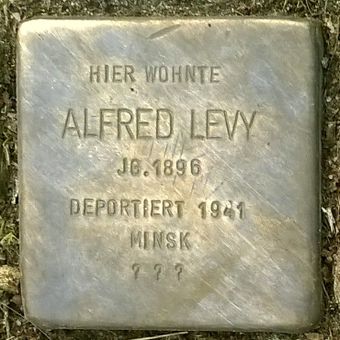 HIER WOHNTE
ALFRED LEVY
JG.1896
DEPORTIERT 1941
MINSK
? ? ?